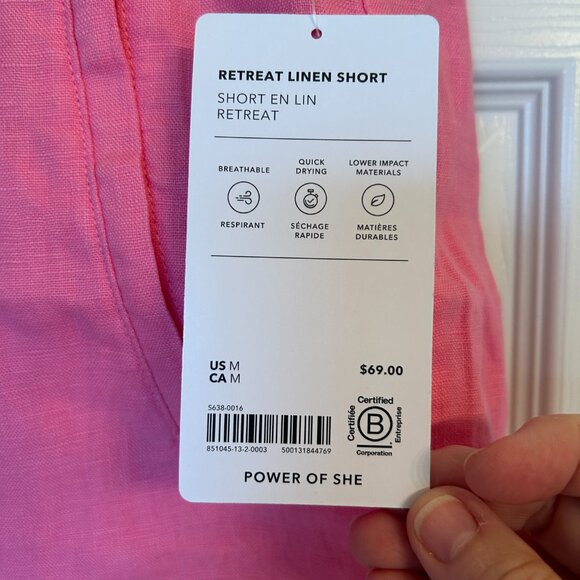 RETREAT LINEN SHORT
SHORT EN LIN
RETREAT
BREATHABLE
RESPIRANT
QUICK
DRYING
SÉCHAGE
RAPIDE
LOWER IMPACT
MATERIALS
MATIÈRES
DURABLES
US M
CA M
$69.00
5638-0016
851045-13-2-0003 500131844769
Certified
Certifiée
B
Entreprise
Corporation
POWER OF SHE